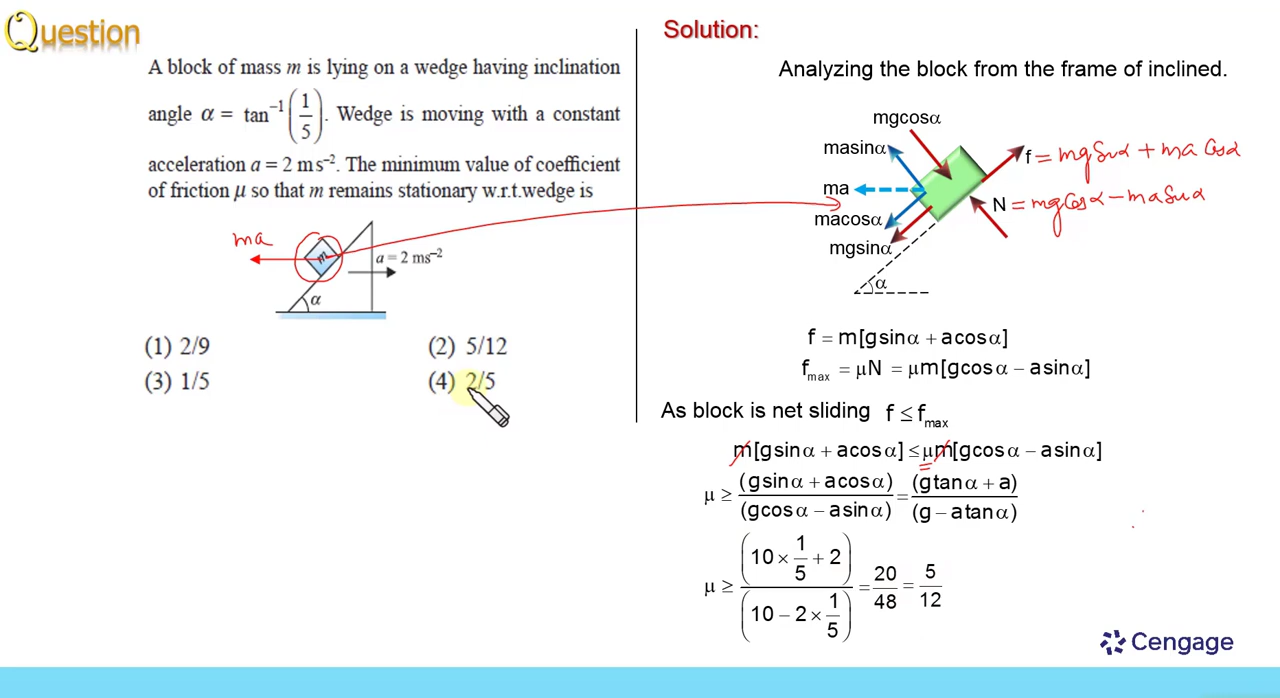 Question
A block of mass m is lying on a wedge having inclination
angle α = tan⁻¹(1/5). Wedge is moving with a constant
acceleration a = 2 m s⁻². The minimum value of coefficient
of friction μ so that m remains stationary w.r.t.wedge is
ma
m
a = 2 ms⁻²
α
(1) 2/9
(2) 5/12
(3) 1/5
(4) 2/5
Solution:
Analyzing the block from the frame of inclined.
mgcosα
masinα
f = mg Sinα + ma Cosα
ma
N = mg Cosα − ma Sinα
macosα
mgsinα
α
f = m[gsinα + acosα]
f_max = μN = μm[gcosα − asinα]
As block is net sliding f ≤ f_max
m[gsinα + acosα] ≤ μm[gcosα − asinα]
μ ≥ (gsinα + acosα)/(gcosα − asinα) = (gtanα + a)/(g − atanα)
μ ≥ (10 × 1/5 + 2)/(10 − 2 × 1/5) = 20/48 = 5/12
Cengage